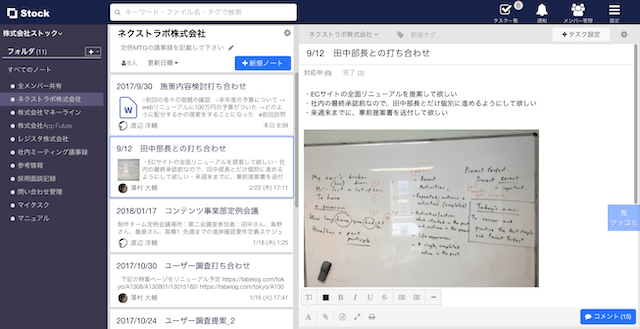 Stock
キーワード・ファイル名・タグで検索
タスク一覧
通知
メンバー管理
設定
株式会社ストック
フォルダ (11)
すべてのノート
全メンバー共有
ネクストラボ株式会社
株式会社マネーライン
株式会社App Future
レジスタ株式会社
社内ミーティング議事録
参考情報
採用面談記録
問い合わせ管理
マイタスク
マニュアル
ネクストラボ株式会社
定例MTGの議事録を記載して下さい
6人
更新日順
+新規ノート
2017/9/30 施策内容検討打ち合わせ
○前回の各々の宿題の確認 ○来年度の予算について →
webリニューアルに100万円の予算がついた →どのよ
うに配分するかの提案をすることになった #前回訪問
渡辺 洋輔
本日 9:39
9/12 田中部長との打ち合わせ
・ECサイトの全面リニューアルを提案して欲しい ・社
内の最終承認前なので、田中部長とだけ個別に進めるよ
うにして欲しい ・来週末までに、事前提案書を送付
澤村 大輔
2/22 (木) 17:11
2018/01/17 コンテンツ事業部定例会議
制作チーム定例会議場所：第二会議室参加者：田中さん、島野
さん、飯倉さん、高橋1. 先週までの進捗確認要件定義スケジュ
渡辺 洋輔
1/18 (木) 1:25
2017/10/30 ユーザー調査打ち合わせ
下記の特集ページをリニューアル予定 https://tabelog.com/tok
yo/A1308/A130801/13015182/ https://tabelog.com/tokyo/A130
澤村 大輔
1/16 (火) 17:41
2017/10/24 ユーザー調査提案_2
ネクストラボ株式会社
新規タグ...
+タスク設定
9/12 田中部長との打ち合わせ
対応中 (0)
完了 (3)
・ECサイトの全面リニューアルを提案して欲しい
・社内の最終承認前なので、田中部長とだけ個別に進めるようにして欲しい
・来週末までに、事前提案書を送付して欲しい
My car's broken
Present Perfect
Today's aim:
鬼
ツッコミ
B
I
U
S
A
コメント (15)